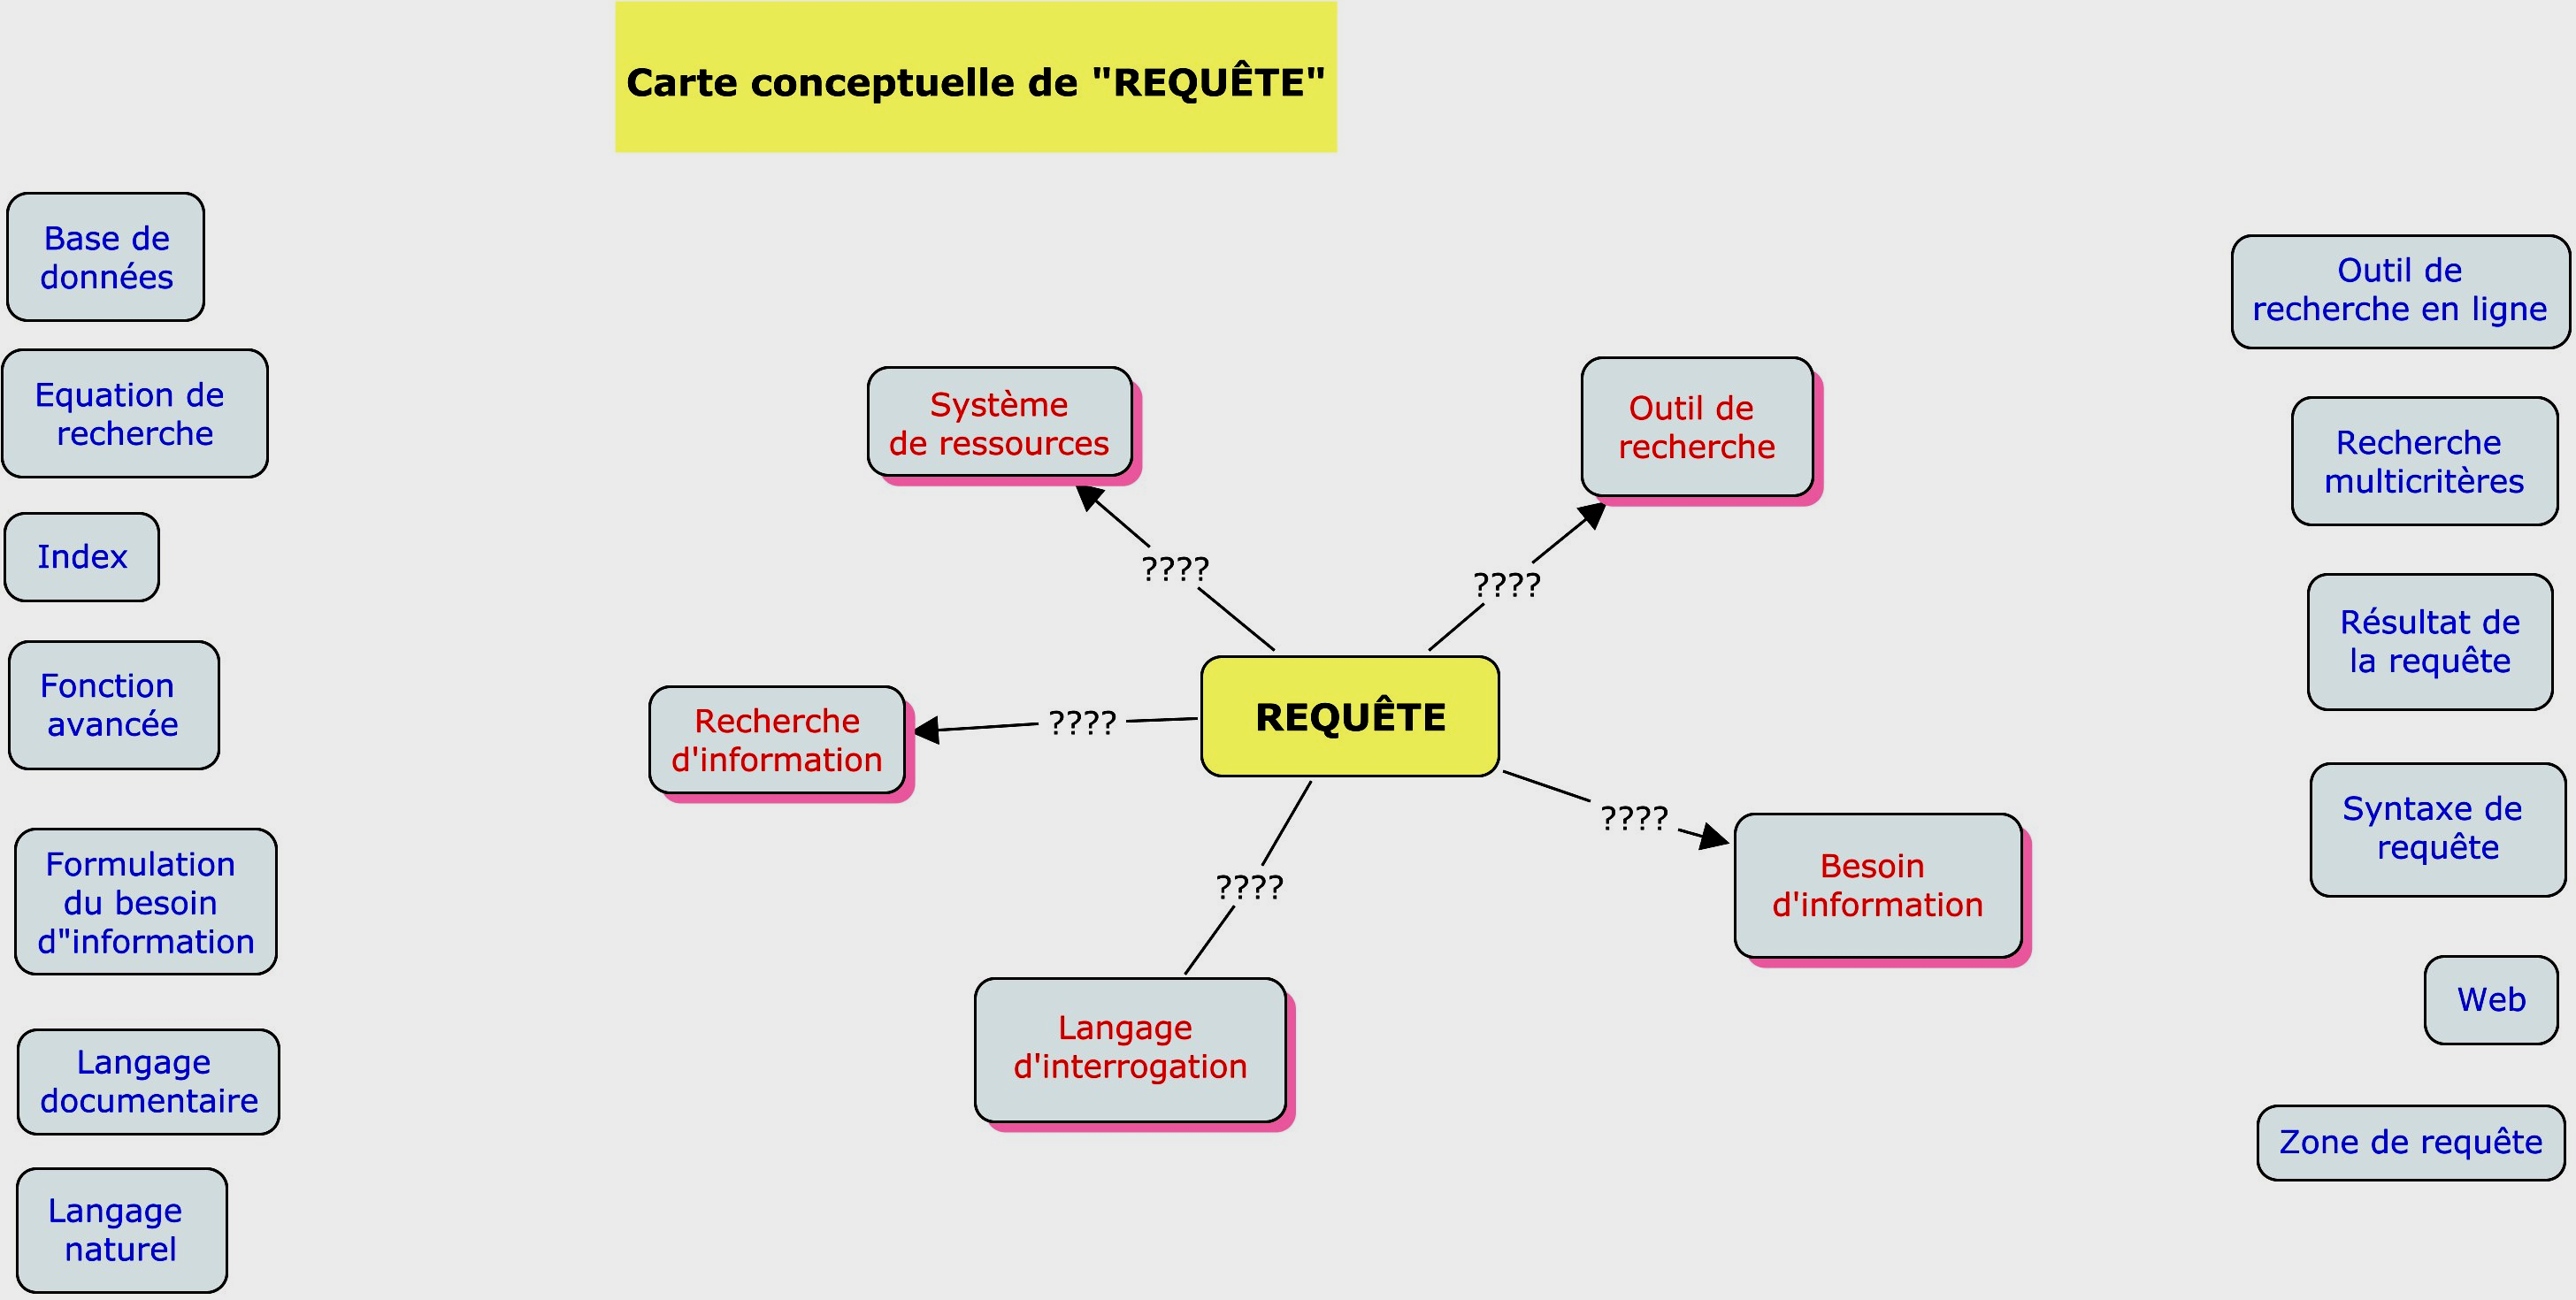 Carte conceptuelle de "REQUÊTE"
Base de
données
Equation de
recherche
Index
Fonction
avancée
Formulation
du besoin
d"information
Langage
documentaire
Langage
naturel
Système
de ressources
Outil de
recherche
????
????
Recherche
d'information
????
REQUÊTE
????
Besoin
d'information
????
Langage
d'interrogation
Outil de
recherche en ligne
Recherche
multicritères
Résultat de
la requête
Syntaxe de
requête
Web
Zone de requête